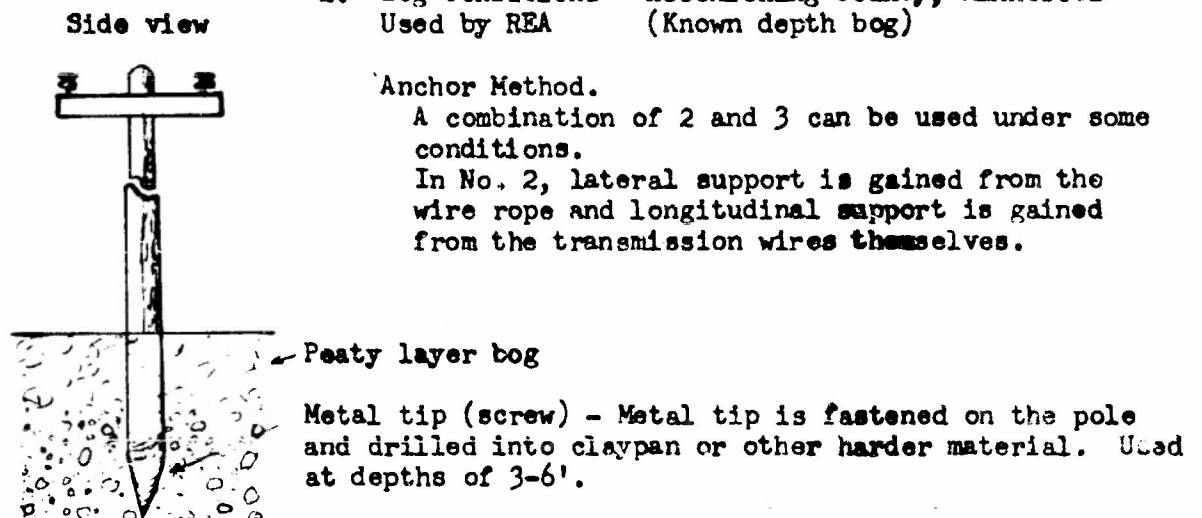 Side view
Used by REA (Known depth bog)
Anchor Method.
A combination of 2 and 3 can be used under some
conditions.
In No. 2, lateral support is gained from the
wire rope and longitudinal support is gained
from the transmission wires themselves.
Peaty layer bog
Metal tip (screw) - Metal tip is fastened on the pole
and drilled into claypan or other harder material. Used
at depths of 3-6'.